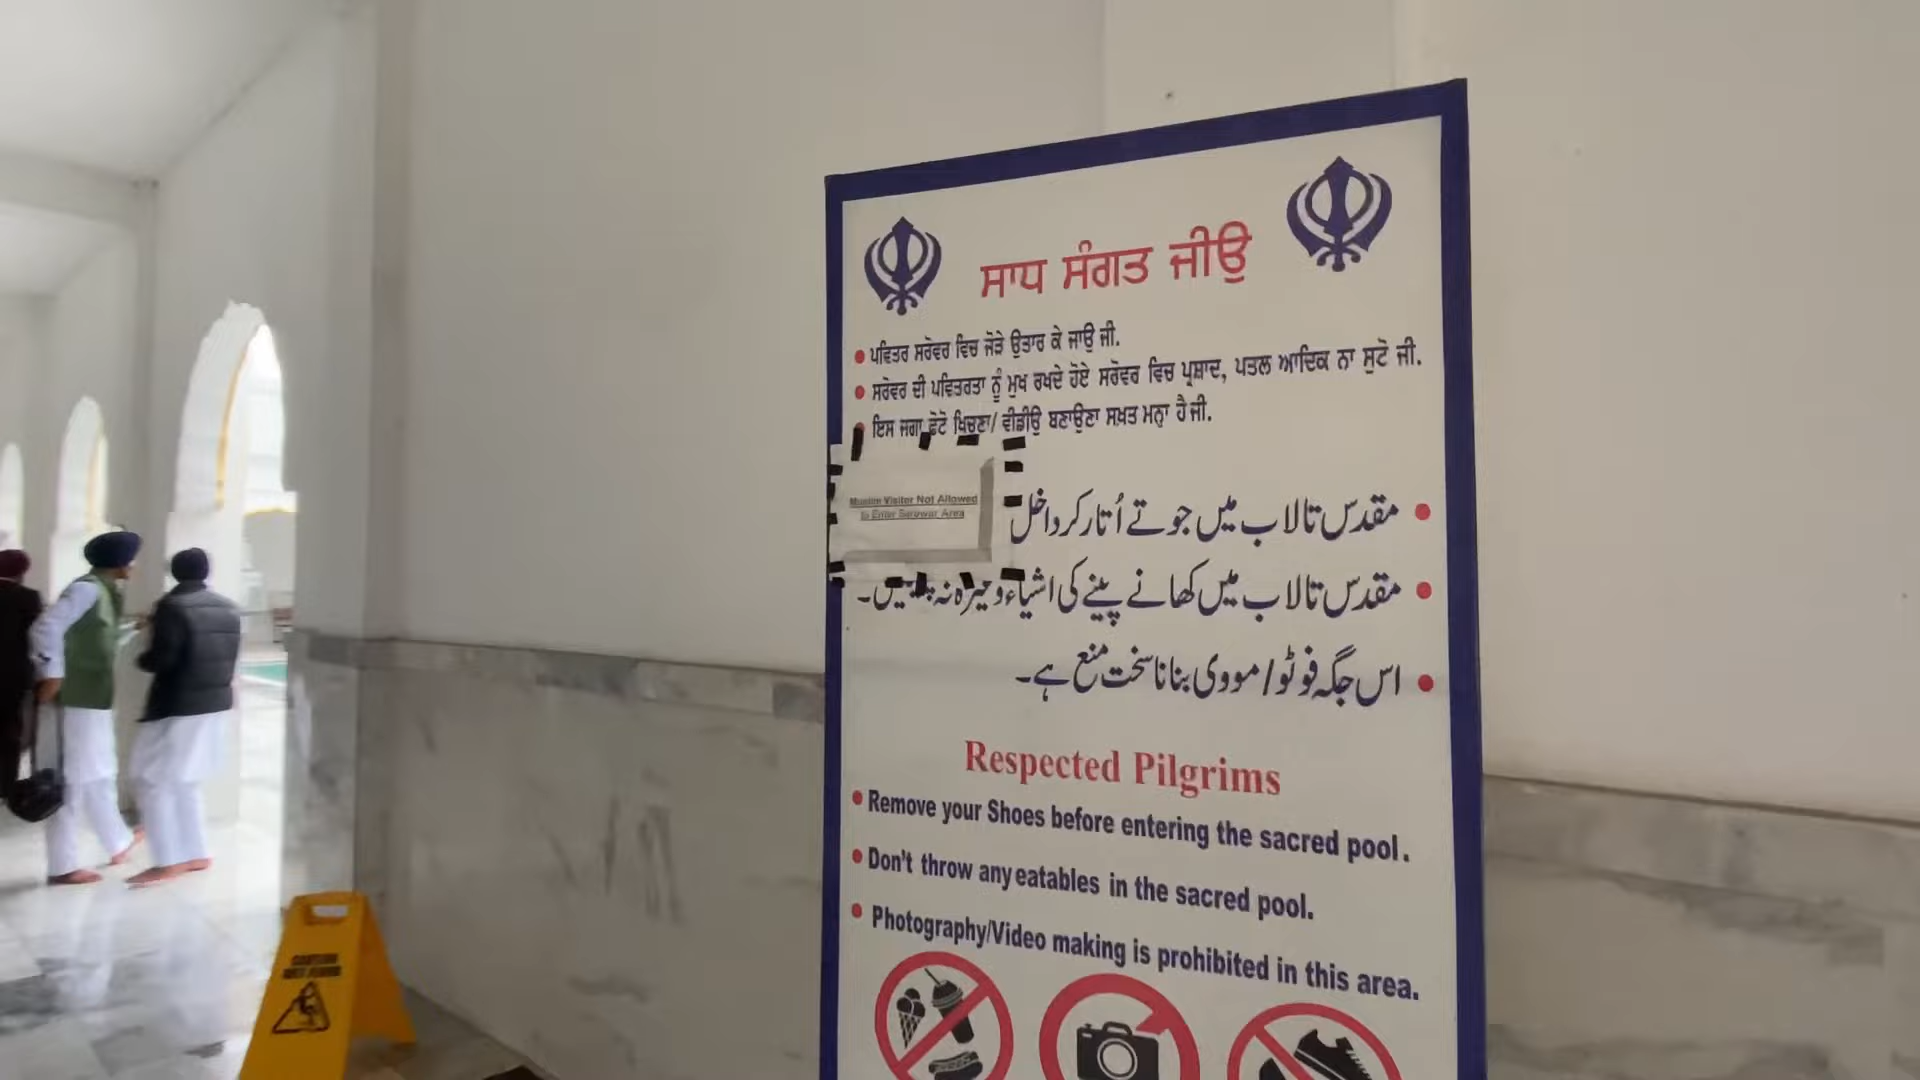 ਸਾਧ ਸੰਗਤ ਜੀਉ
ਪਵਿਤਰ ਸਰੋਵਰ ਵਿਚ ਜੋੜੇ ਉਤਾਰ ਕੇ ਜਾਉ ਜੀ.
ਸਰੋਵਰ ਦੀ ਪਵਿਤਰਤਾ ਨੂੰ ਮੁਖ ਰਖਦੇ ਹੋਏ ਸਰੋਵਰ ਵਿਚ ਪ੍ਰਸ਼ਾਦ, ਪਤਲ ਆਦਿਕ ਨਾ ਸੁਟੋ ਜੀ.
ਇਸ ਜਗਾ ਫ਼ੋਟੋ ਖਿਚਣਾ/ ਵੀਡੀਉ ਬਣਾਉਣਾ ਸਖ਼ਤ ਮਨ੍ਹਾ ਹੈ ਜੀ.
Muslim Visitor Not Allowed
to Enter Sarowar Area
مقدس تالاب میں جوتے اُتار کر داخل
مقدس تالاب میں کھانے پینے کی اشیاء وغیرہ نہ
اس جگہ فوٹو/مووی بنانا سخت منع ہے۔
Respected Pilgrims
Remove your Shoes before entering the sacred pool.
Don't throw any eatables in the sacred pool.
Photography/Video making is prohibited in this area.
CAUTION
WET FLOOR